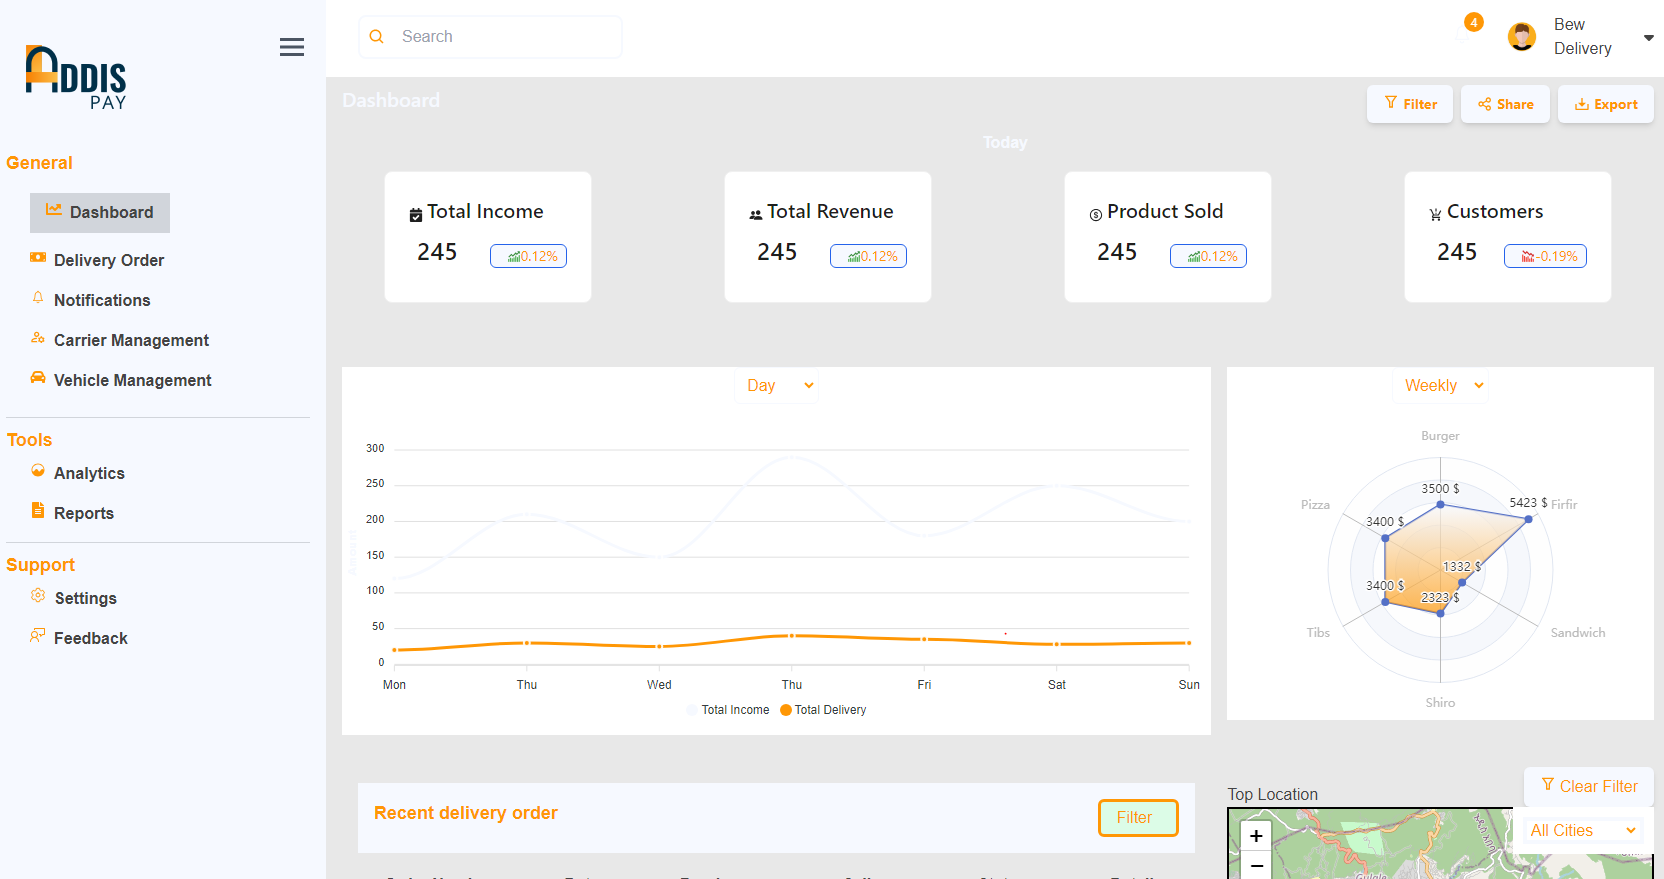 ADDIS
PAY
General
Dashboard
Delivery Order
Notifications
Carrier Management
Vehicle Management
Tools
Analytics
Reports
Support
Settings
Feedback
Search
4
Bew
Delivery
Dashboard
Filter
Share
Export
Today
Total Income
245
0.12%
Total Revenue
245
0.12%
Product Sold
245
0.12%
Customers
245
-0.19%
Day
300
250
200
150
100
50
0
Mon
Thu
Wed
Thu
Fri
Sat
Sun
Total Income
Total Delivery
Weekly
Burger
Pizza
Firfir
Tibs
Sandwich
Shiro
3500 $
5423 $
3400 $
1332 $
3400 $
2323 $
Recent delivery order
Filter
Top Location
Clear Filter
All Cities
+
−